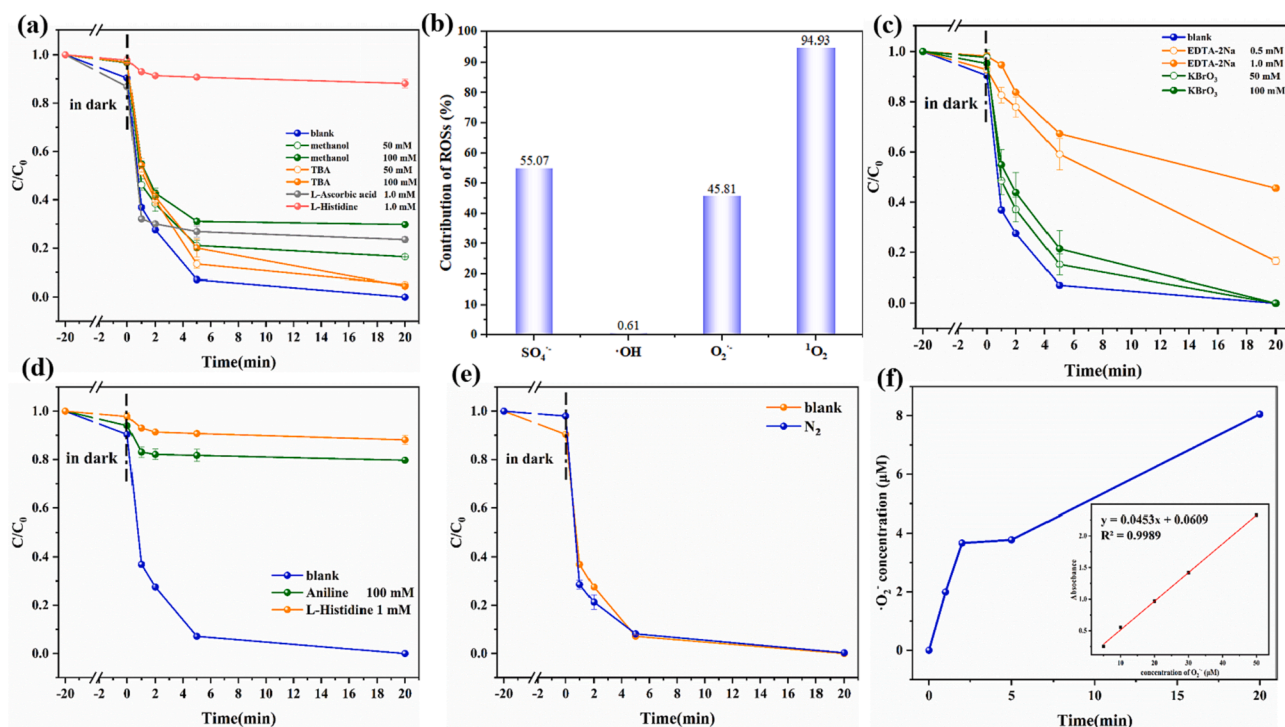 (a)
C/C0
1.0
0.8
0.6
0.4
0.2
0.0
in dark
blank
methanol 50 mM
methanol 100 mM
TBA 50 mM
TBA 100 mM
L-Ascorbic acid 1.0 mM
L-Histidine 1.0 mM
-20 0 2 4 6 8 10 12 14 16 18 20
Time(min)
(b)
Contribution of ROSs (%)
100
90
80
70
60
50
40
30
20
10
0
55.07
0.61
45.81
94.93
SO4·- ·OH O2·- 1O2
(c)
C/C0
1.0
0.8
0.6
0.4
0.2
0.0
in dark
blank
EDTA-2Na 0.5 mM
EDTA-2Na 1.0 mM
KBrO3 50 mM
KBrO3 100 mM
-20 0 2 4 6 8 10 12 14 16 18 20
Time(min)
(d)
C/C0
1.0
0.8
0.6
0.4
0.2
0.0
in dark
blank
Aniline 100 mM
L-Histidine 1 mM
-20 0 2 4 6 8 10 12 14 16 18 20
Time(min)
(e)
C/C0
1.0
0.8
0.6
0.4
0.2
0.0
in dark
blank
N2
-20 0 2 4 6 8 10 12 14 16 18 20
Time(min)
(f)
·O2- concentration (μM)
8
6
4
2
0
y = 0.0453x + 0.0609
R² = 0.9989
Absorbance
2.0
1.5
1.0
0.5
10 20 30 40 50
concentration of O2·- (μM)
0 5 10 15 20
Time(min)